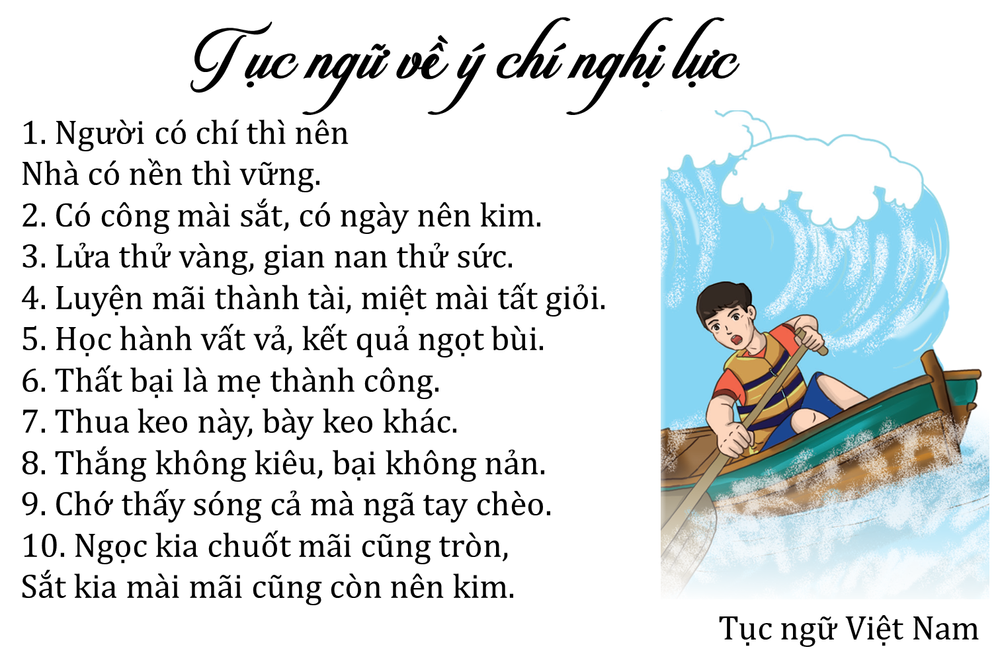 Tục ngữ về ý chí nghị lực
1. Người có chí thì nên
Nhà có nền thì vững.
2. Có công mài sắt, có ngày nên kim.
3. Lửa thử vàng, gian nan thử sức.
4. Luyện mãi thành tài, miệt mài tất giỏi.
5. Học hành vất vả, kết quả ngọt bùi.
6. Thất bại là mẹ thành công.
7. Thua keo này, bày keo khác.
8. Thắng không kiêu, bại không nản.
9. Chớ thấy sóng cả mà ngã tay chèo.
10. Ngọc kia chuốt mãi cũng tròn,
Sắt kia mài mãi cũng còn nên kim.
Tục ngữ Việt Nam